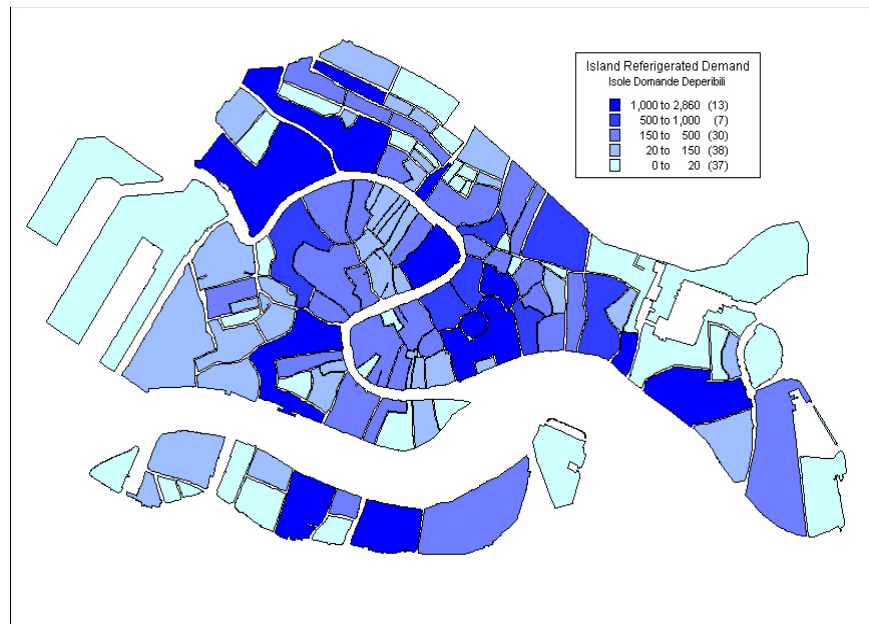 Island Referigerated Demand
Isole Domande Deperibili
1,000 to 2,860 (13)
500 to 1,000 (7)
150 to 500 (30)
20 to 150 (38)
0 to 20 (37)